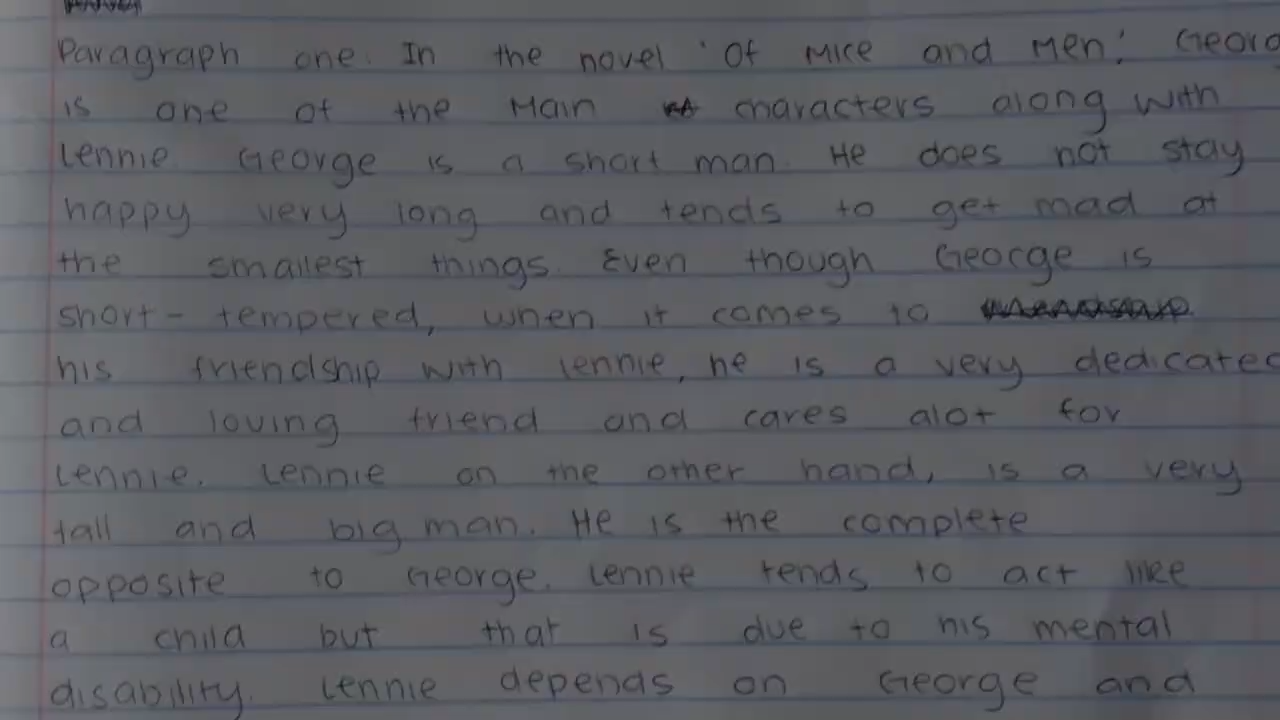 Paragraph one. In the novel 'Of Mice and Men', Georg
is one of the Main characters along with
Lennie. George is a short man. He does not stay
happy very long and tends to get mad at
the smallest things. Even though George is
short-tempered, when it comes to
his friendship with Lennie, he is a very dedicated
and loving friend and cares alot for
Lennie. Lennie on the other hand, is a very
tall and big man. He is the complete
opposite to George. Lennie tends to act like
a child but that is due to his mental
disability. Lennie depends on George and